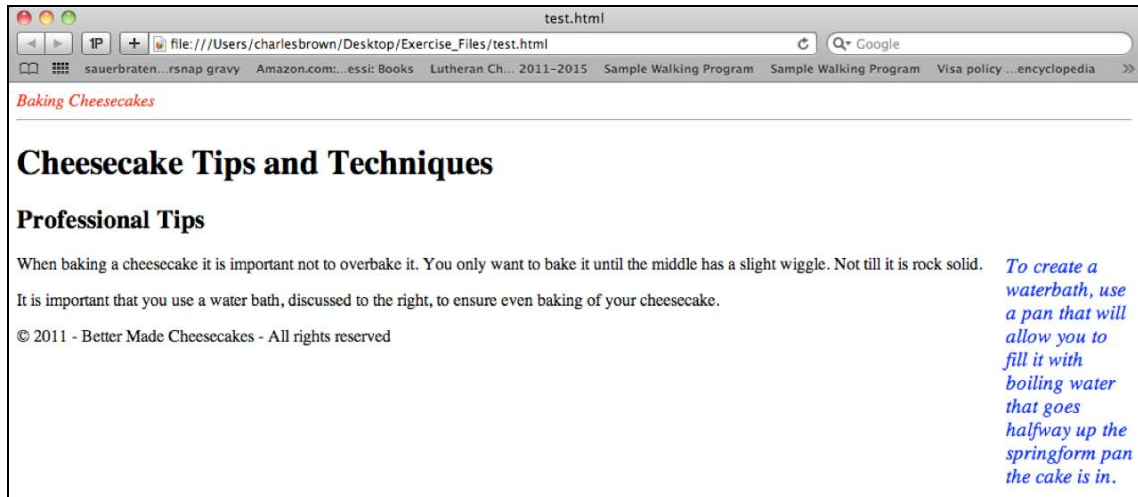 test.html
1P + file:///Users/charlesbrown/Desktop/Exercise_Files/test.html Google
sauerbraten...rsnap gravy Amazon.com:...essi: Books Lutheran Ch... 2011–2015 Sample Walking Program Sample Walking Program Visa policy ...encyclopedia >>
Baking Cheesecakes
Cheesecake Tips and Techniques
Professional Tips
When baking a cheesecake it is important not to overbake it. You only want to bake it until the middle has a slight wiggle. Not till it is rock solid.
It is important that you use a water bath, discussed to the right, to ensure even baking of your cheesecake.
© 2011 - Better Made Cheesecakes - All rights reserved
To create a
waterbath, use
a pan that will
allow you to
fill it with
boiling water
that goes
halfway up the
springform pan
the cake is in.